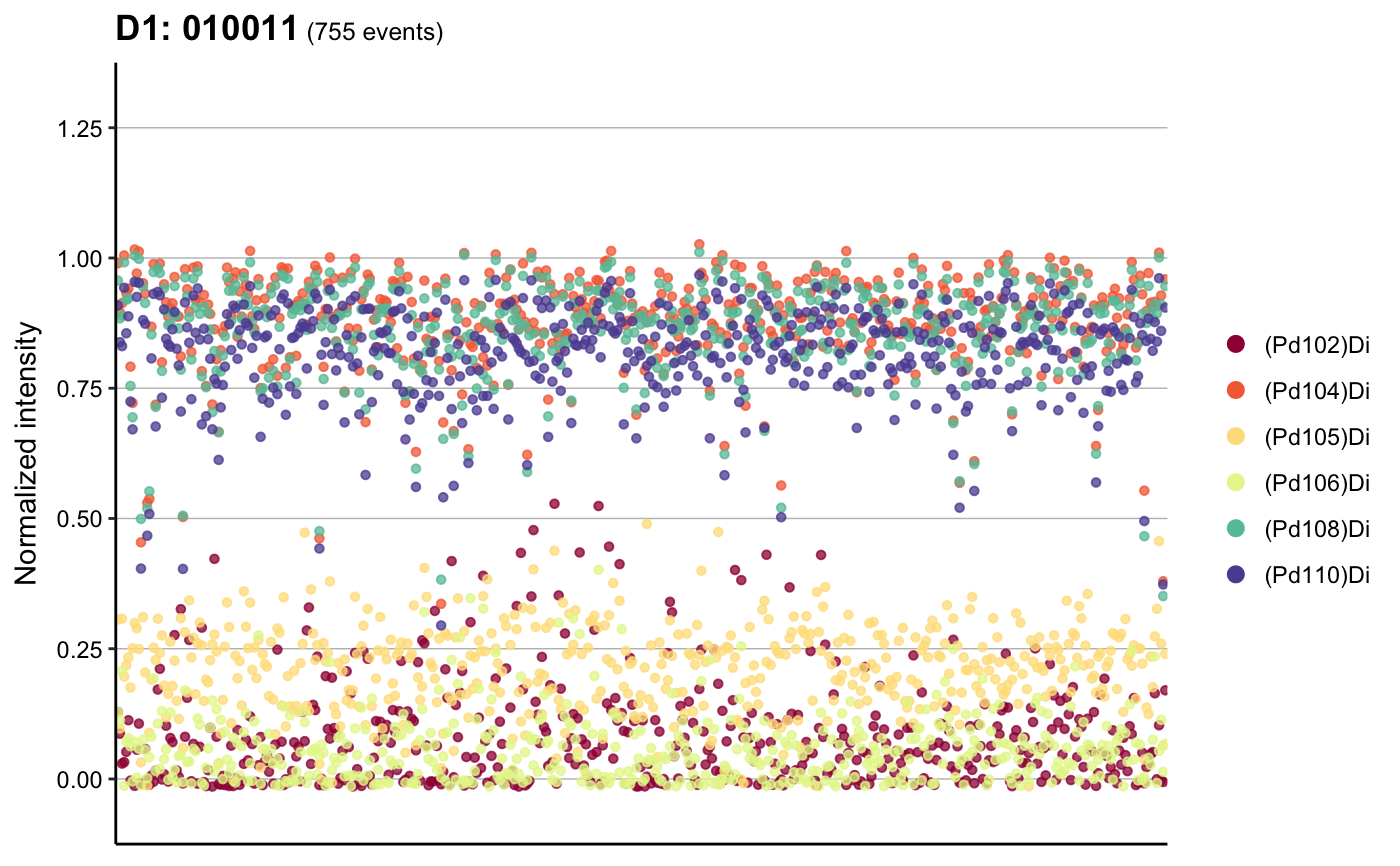 D1: 010011 (755 events)
Normalized intensity
1.25
1.00
0.75
0.50
0.25
0.00
(Pd102)Di
(Pd104)Di
(Pd105)Di
(Pd106)Di
(Pd108)Di
(Pd110)Di